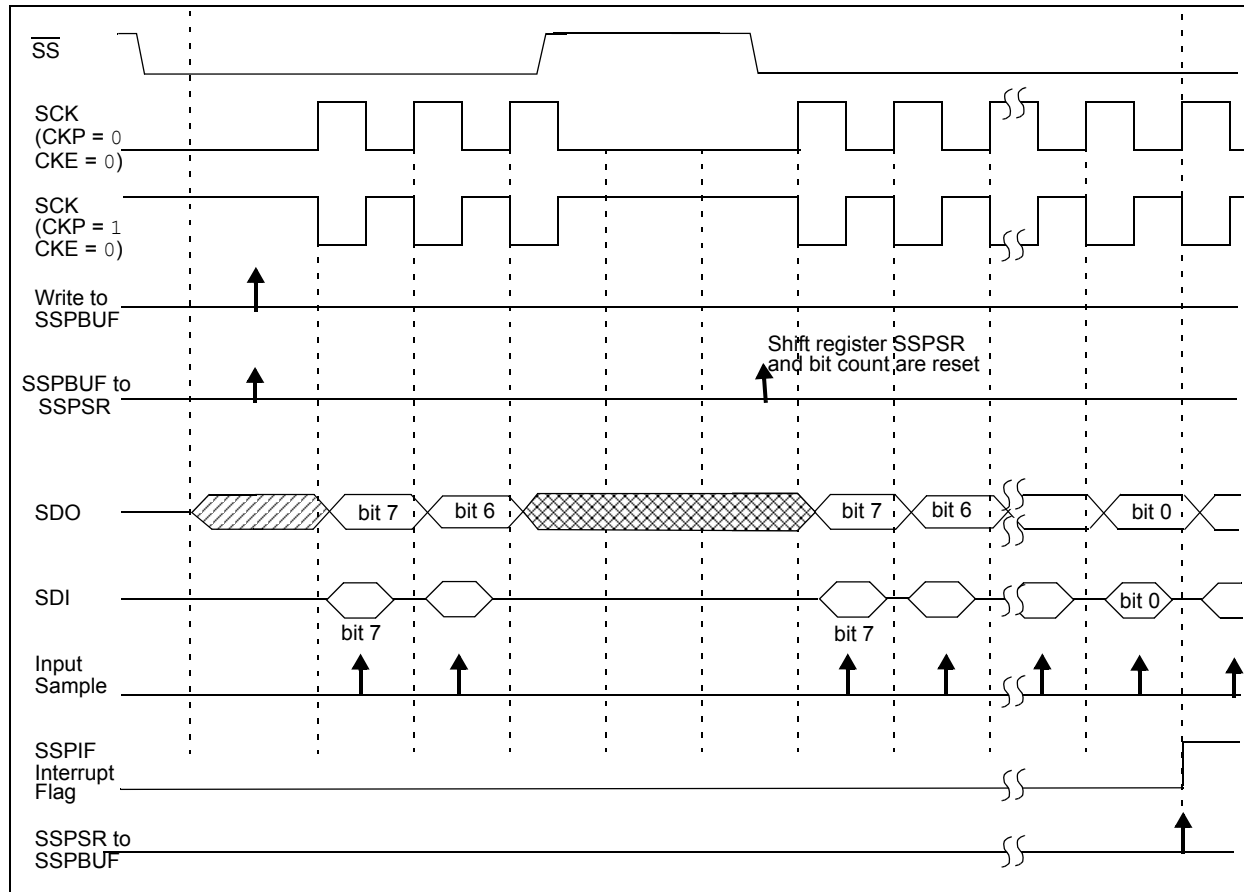 SS
SCK
(CKP = 0
CKE = 0)
SCK
(CKP = 1
CKE = 0)
Write to
SSPBUF
Shift register SSPSR
and bit count are reset
SSPBUF to
SSPSR
SDO
bit 7
bit 6
bit 7
bit 6
bit 0
SDI
bit 7
bit 7
bit 0
Input
Sample
SSPIF
Interrupt
Flag
SSPSR to
SSPBUF